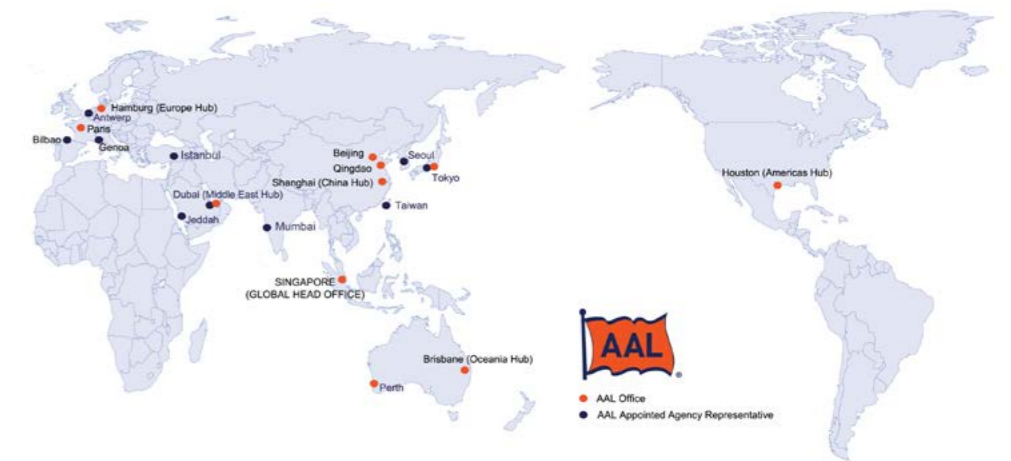 Hamburg (Europe Hub)
Antwerp
Paris
Bilbao
Genoa
Istanbul
Beijing
Seoul
Qingdao
Tokyo
Shanghai (China Hub)
Houston (Americas Hub)
Dubai (Middle East Hub)
Taiwan
Jeddah
Mumbai
SINGAPORE
(GLOBAL HEAD OFFICE)
AAL
®
Brisbane (Oceania Hub)
Perth
AAL Office
AAL Appointed Agency Representative